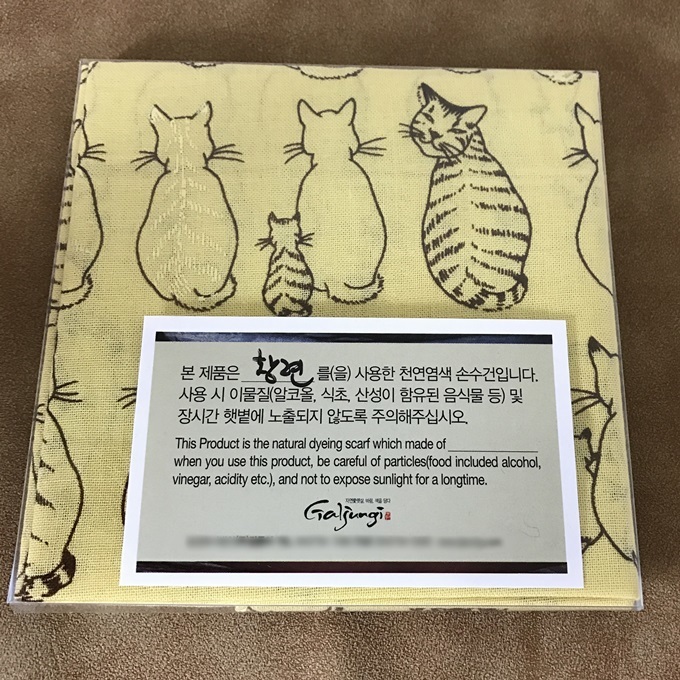 본 제품은 황련 를(을) 사용한 천연염색 손수건입니다.
사용 시 이물질(알코올, 식초, 산성이 함유된 음식물 등) 및
장시간 햇볕에 노출되지 않도록 주의해주십시오.
This Product is the natural dyeing scarf which made of
when you use this product, be careful of particles(food included alcohol,
vinegar, acidity etc.), and not to expose sunlight for a longtime.
Galjungi